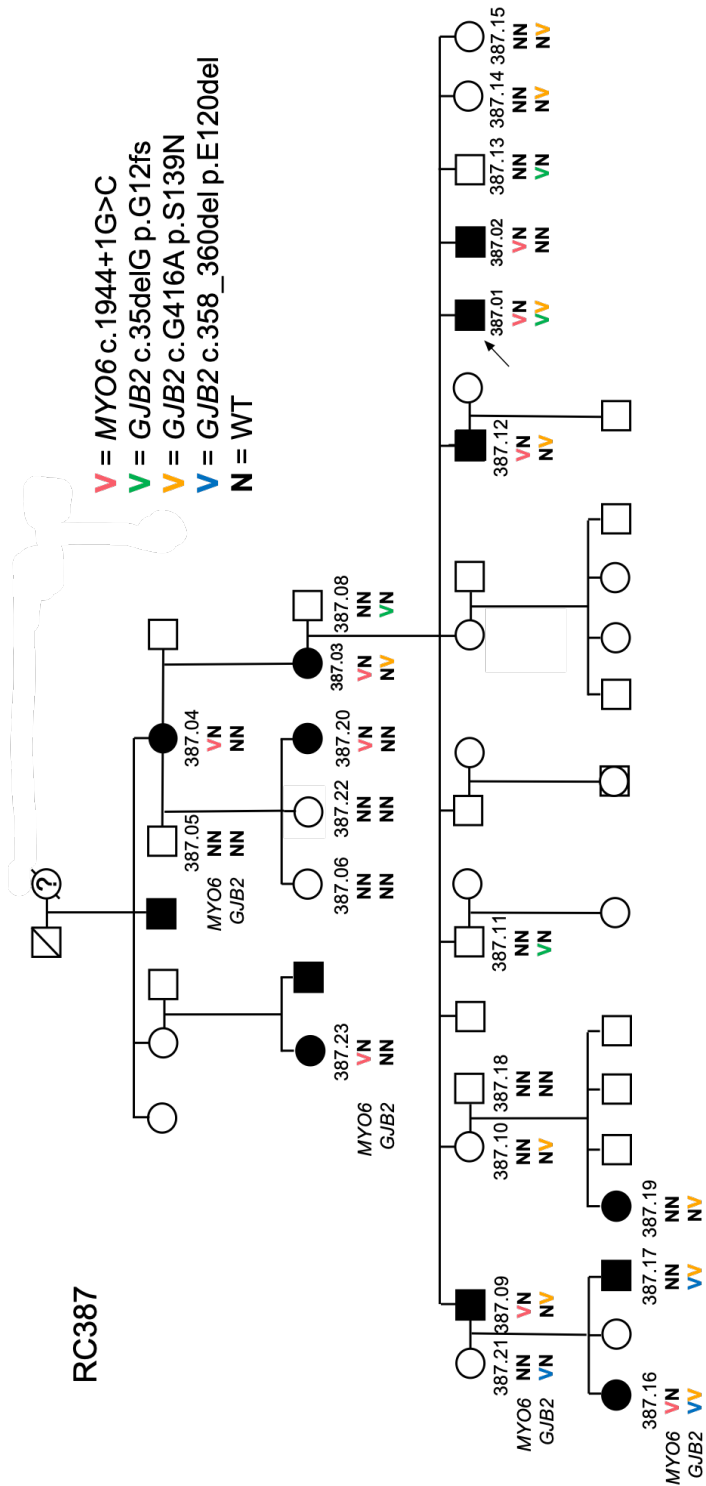 RC387
V = MYO6 c.1944+1G>C
V = GJB2 c.35delG p.G12fs
V = GJB2 c.G416A p.S139N
V = GJB2 c.358_360del p.E120del
N = WT
?
387.05
NN
NN
387.04
VN
NN
MYO6
GJB2
387.23
VN
NN
MYO6
GJB2
387.06
NN
NN
387.22
NN
NN
387.20
VN
NN
387.03
VN
NV
387.08
NN
VN
387.21
NN
VN
387.09
VN
NV
MYO6
GJB2
387.10
NN
NV
387.18
NN
NN
387.11
NN
VN
387.12
VN
NV
387.01
VN
VV
387.02
VN
NN
387.13
NN
VN
387.14
NN
NV
387.15
NN
NV
387.16
VN
VV
387.17
NN
VV
387.19
NN
NV
MYO6
GJB2